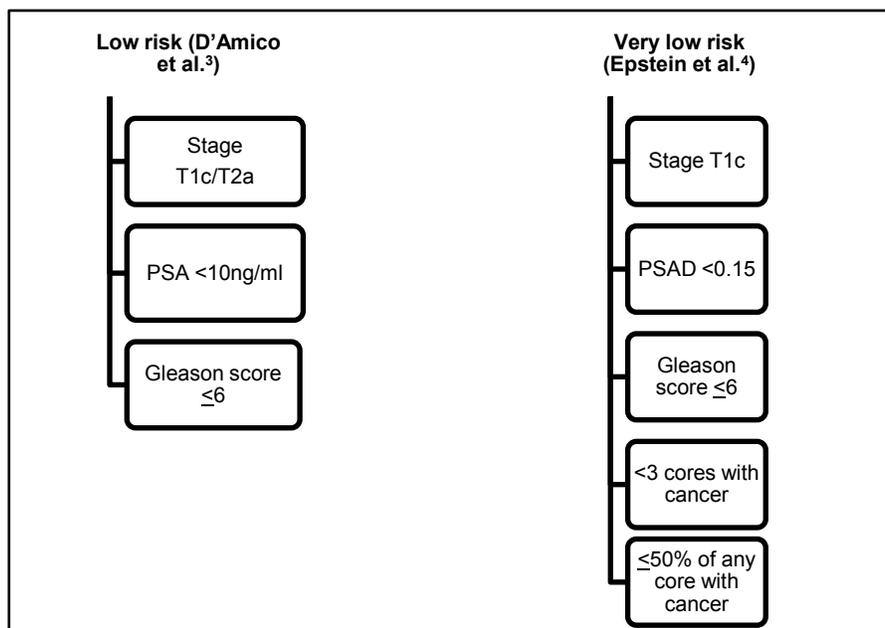 Low risk (D’Amico
et al.³)
Stage
T1c/T2a
PSA <10ng/ml
Gleason score
≤6
Very low risk
(Epstein et al.⁴)
Stage T1c
PSAD <0.15
Gleason
score ≤6
<3 cores with
cancer
≤50% of any
core with
cancer